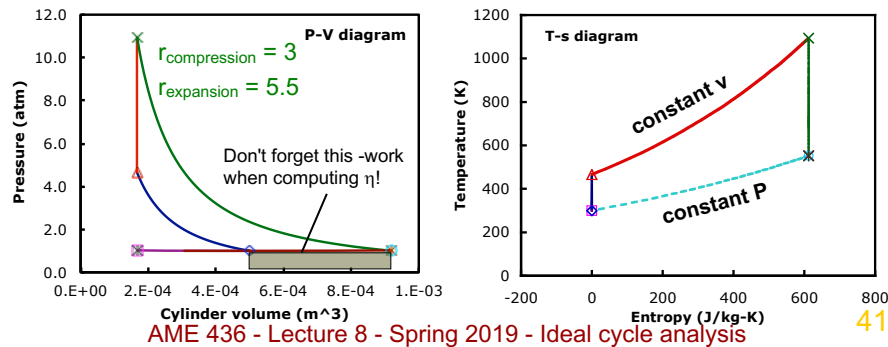 P-V diagram
r_compression = 3
r_expansion = 5.5
Don't forget this -work
when computing η!
Pressure (atm)
12.0
10.0
8.0
6.0
4.0
2.0
0.0
0.E+00 2.E-04 4.E-04 6.E-04 8.E-04 1.E-03
Cylinder volume (m^3)
T-s diagram
constant v
constant P
Temperature (K)
1200
1000
800
600
400
200
0
-200 0 200 400 600 800
Entropy (J/kg-K)
AME 436 - Lecture 8 - Spring 2019 - Ideal cycle analysis
41